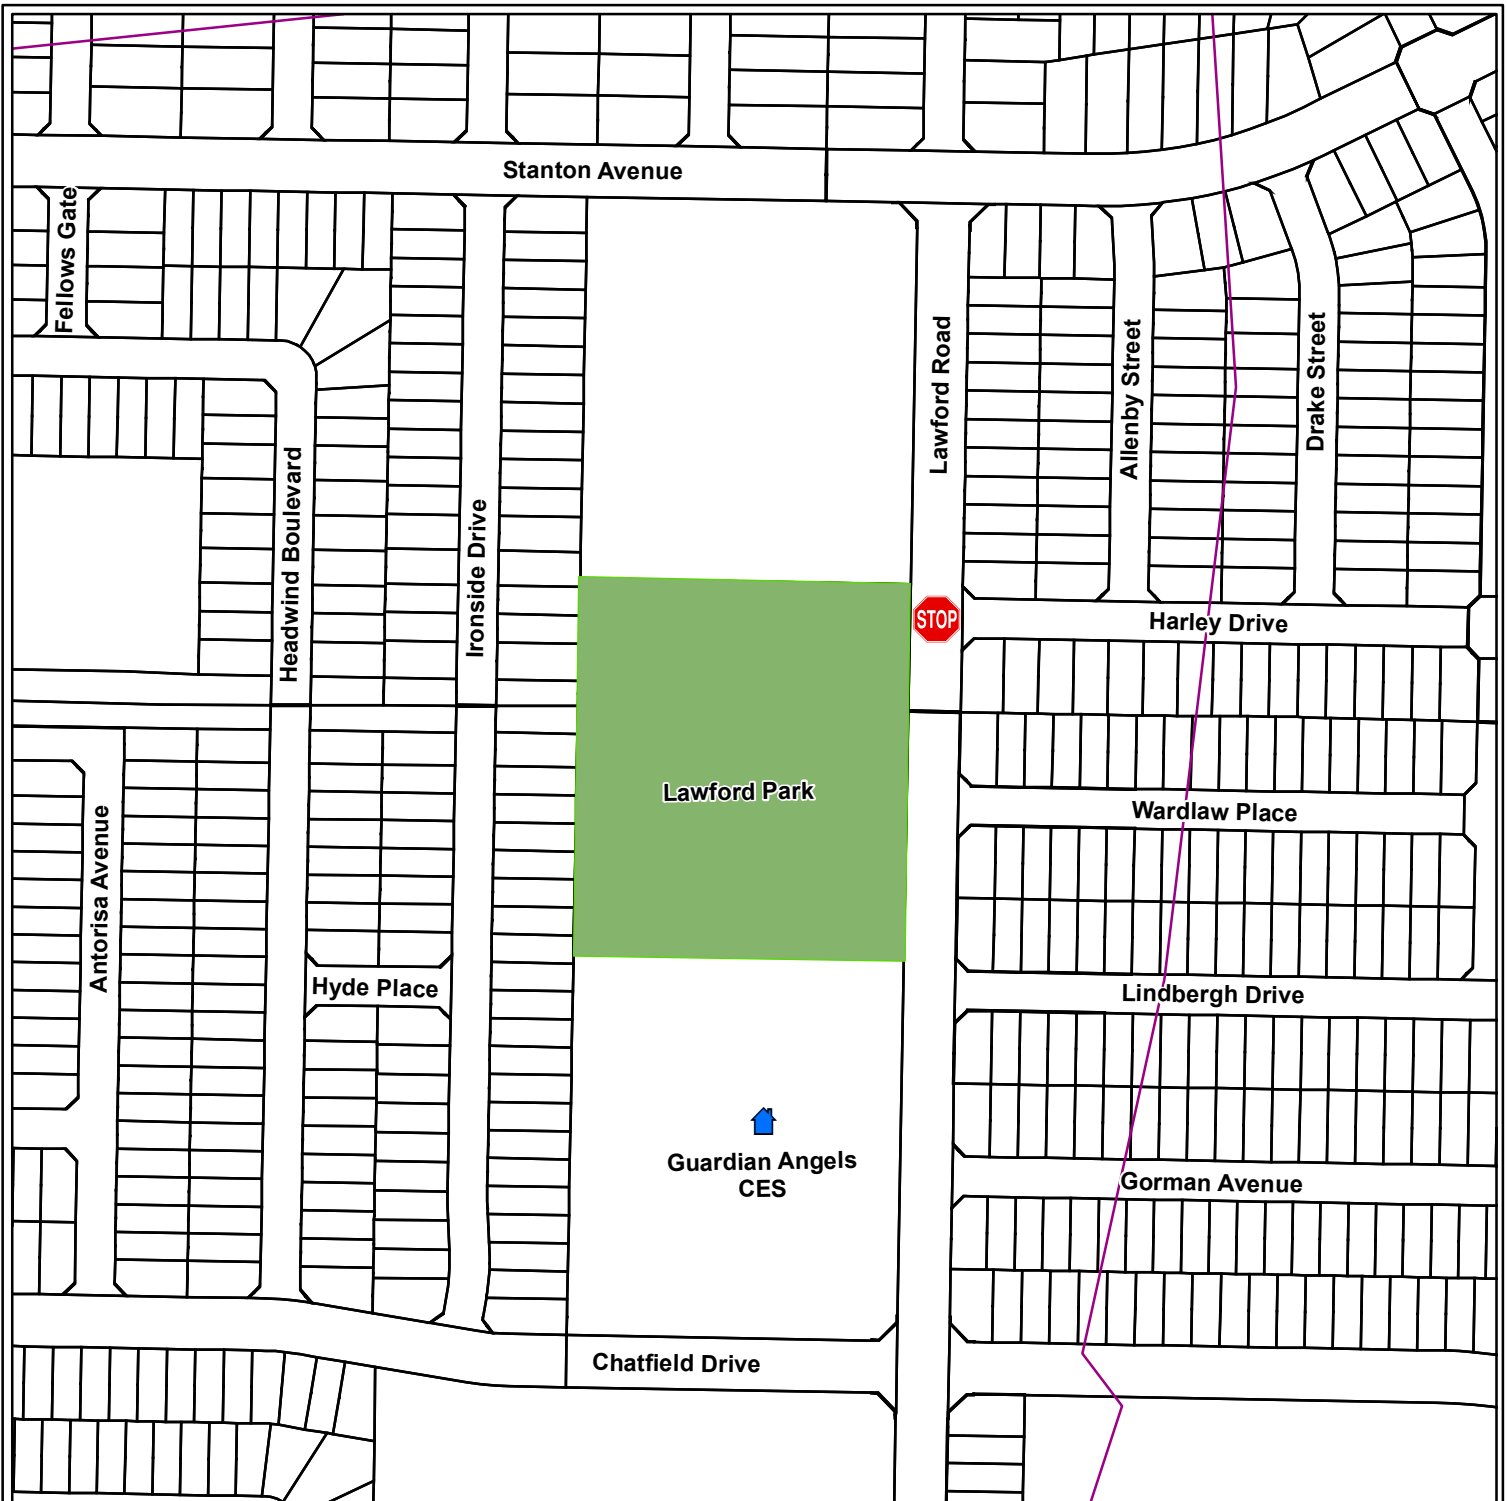 Stanton Avenue
Fellows Gate
Lawford Road
Allenby Street
Drake Street
Headwind Boulevard
Ironside Drive
STOP
Harley Drive
Lawford Park
Wardlaw Place
Antorisa Avenue
Hyde Place
Lindbergh Drive
Guardian Angels
CES
Gorman Avenue
Chatfield Drive